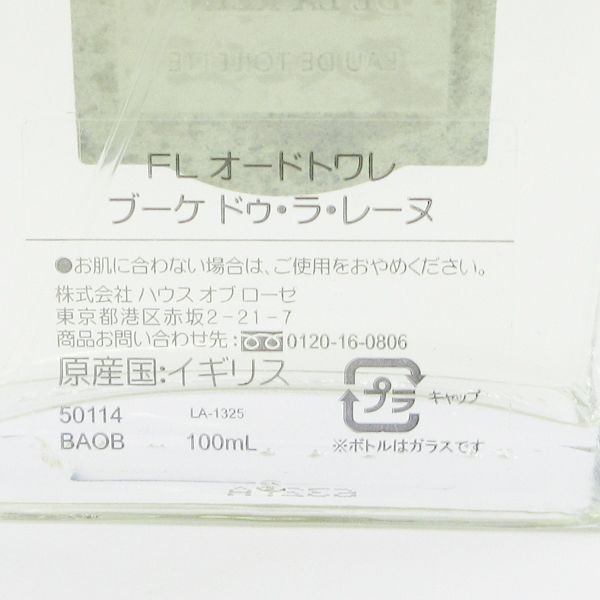 EAU DE TOILETTE
FL オードトワレ
ブーケ ドゥ・ラ・レーヌ
●お肌に合わない場合は、ご使用をおやめください。
株式会社 ハウス オブ ローゼ
東京都港区赤坂2-21-7
商品お問い合わせ先：0120-16-0806
原産国:イギリス
プラ キャップ
50114 LA-1325
BAOB 100mL ※ボトルはガラスです